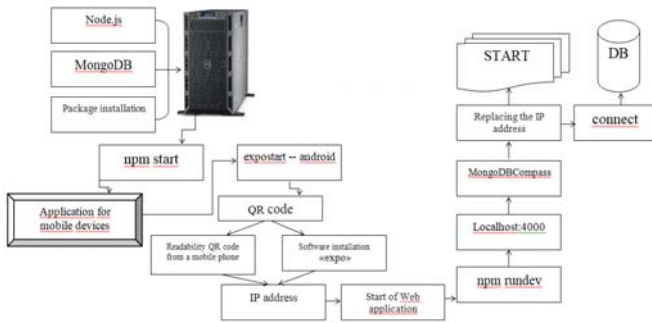 Node.js
MongoDB
Package installation
npm start
Application for
mobile devices
expostart -- android
QR code
Readability QR code
from a mobile phone
Software installation
«expo»
IP address
Start of Web
application
npm rundev
Localhost:4000
MongoDBCompass
Replacing the IP
address
START
connect
DB